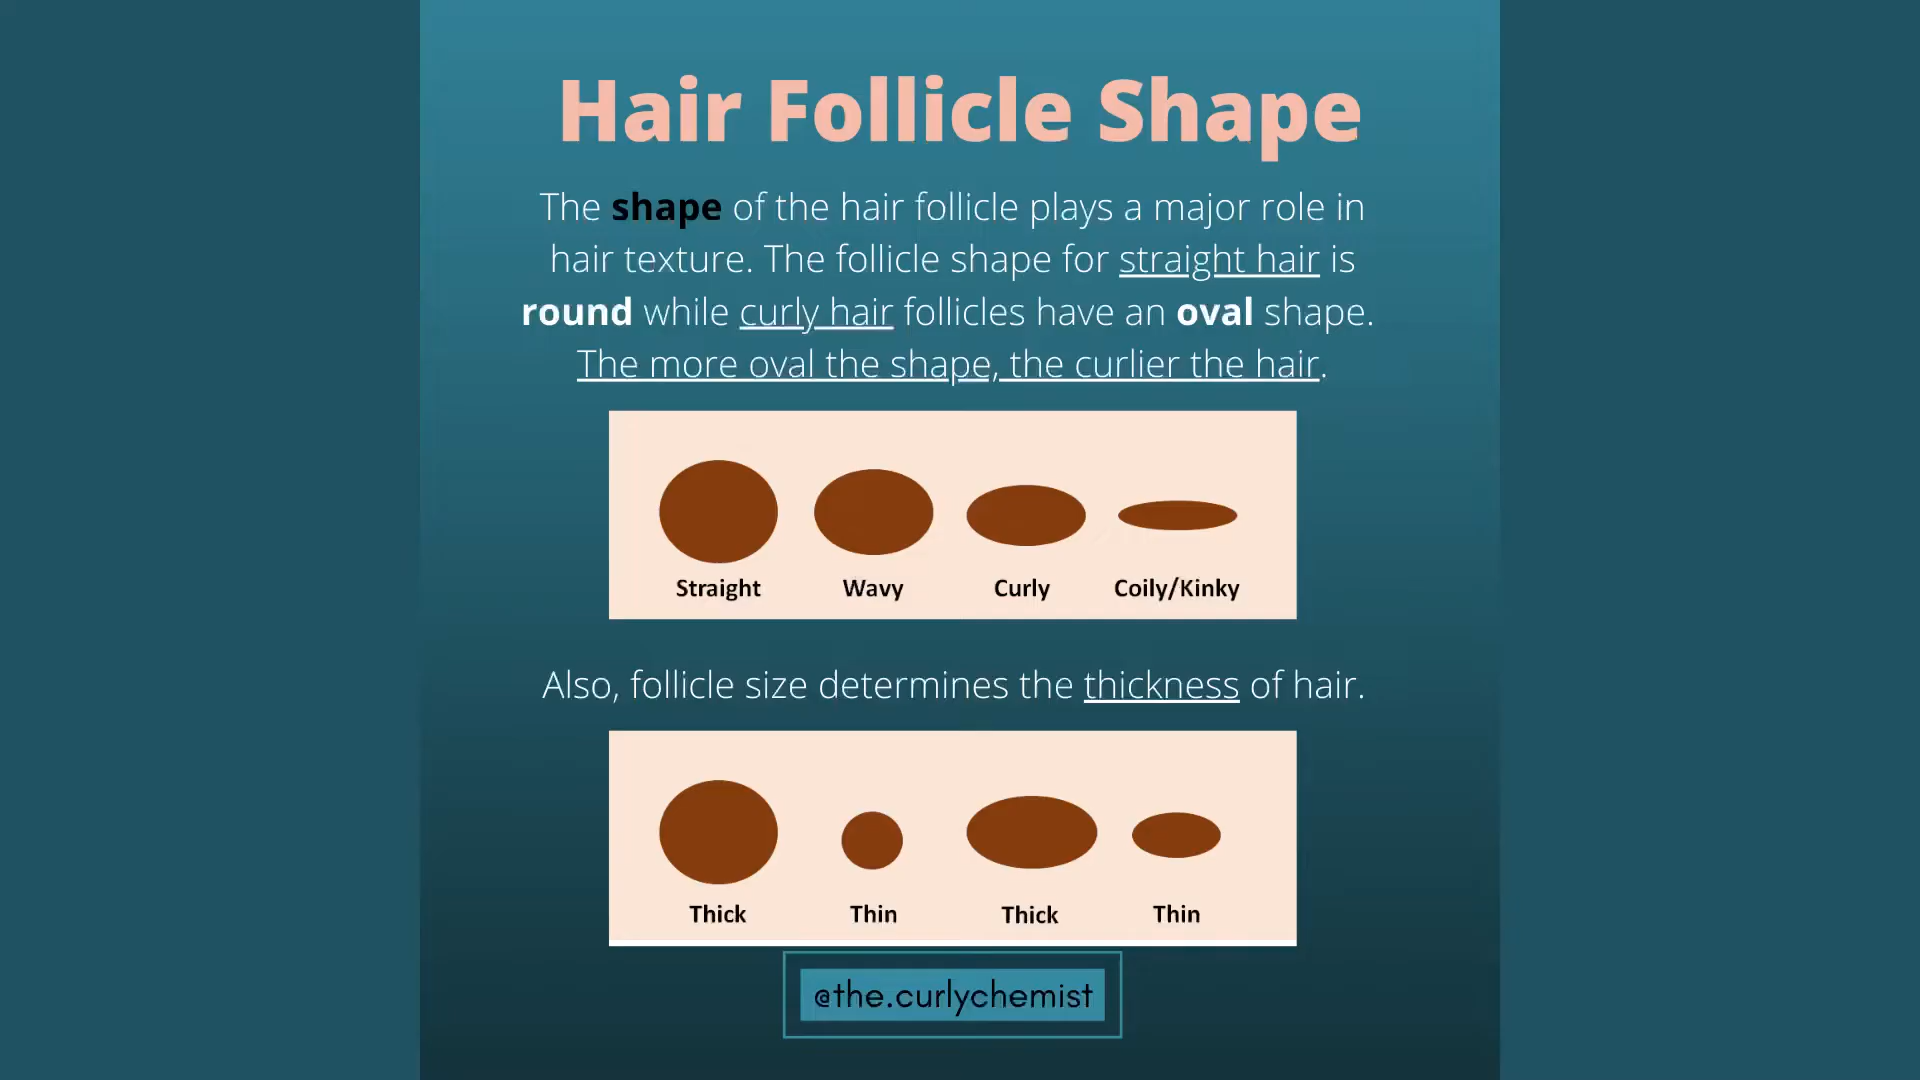 Hair Follicle Shape
The shape of the hair follicle plays a major role in
hair texture. The follicle shape for straight hair is
round while curly hair follicles have an oval shape.
The more oval the shape, the curlier the hair.
Straight Wavy Curly Coily/Kinky
Also, follicle size determines the thickness of hair.
Thick Thin Thick Thin
@the.curlychemist